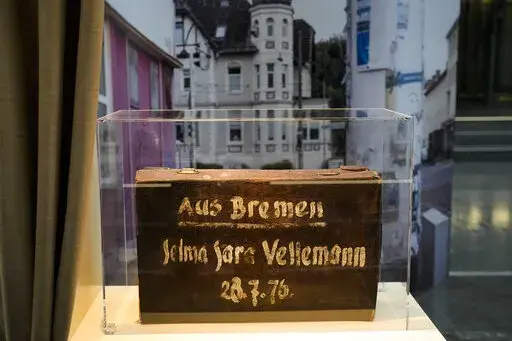 Aus Bremen
Selma Sara Vellemann
28.7.76.